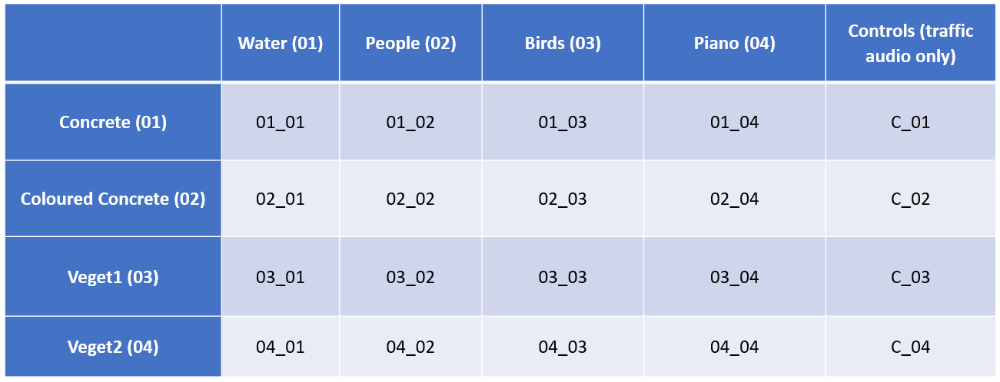 Water (01) People (02) Birds (03) Piano (04) Controls (traffic
audio only)
Concrete (01) 01_01 01_02 01_03 01_04 C_01
Coloured Concrete (02) 02_01 02_02 02_03 02_04 C_02
Veget1 (03) 03_01 03_02 03_03 03_04 C_03
Veget2 (04) 04_01 04_02 04_03 04_04 C_04